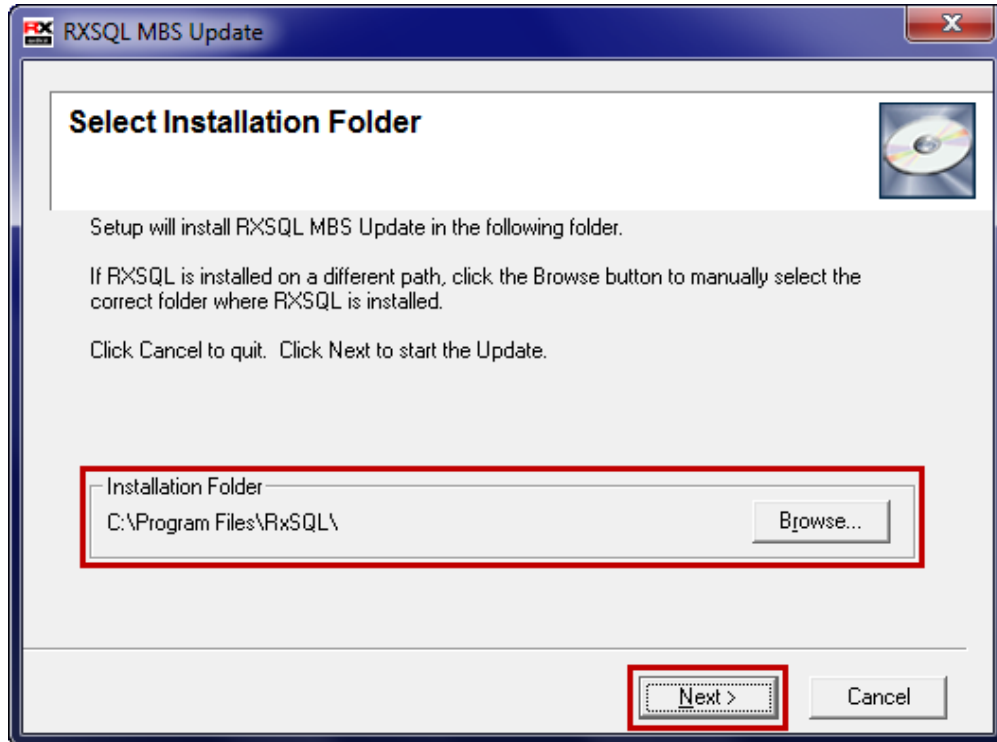 RX
RXSQL MBS Update
X
Select Installation Folder
Setup will install RXSQL MBS Update in the following folder.
If RXSQL is installed on a different path, click the Browse button to manually select the
correct folder where RXSQL is installed.
Click Cancel to quit.  Click Next to start the Update.
Installation Folder
C:\Program Files\RxSQL\
Browse...
Next >
Cancel